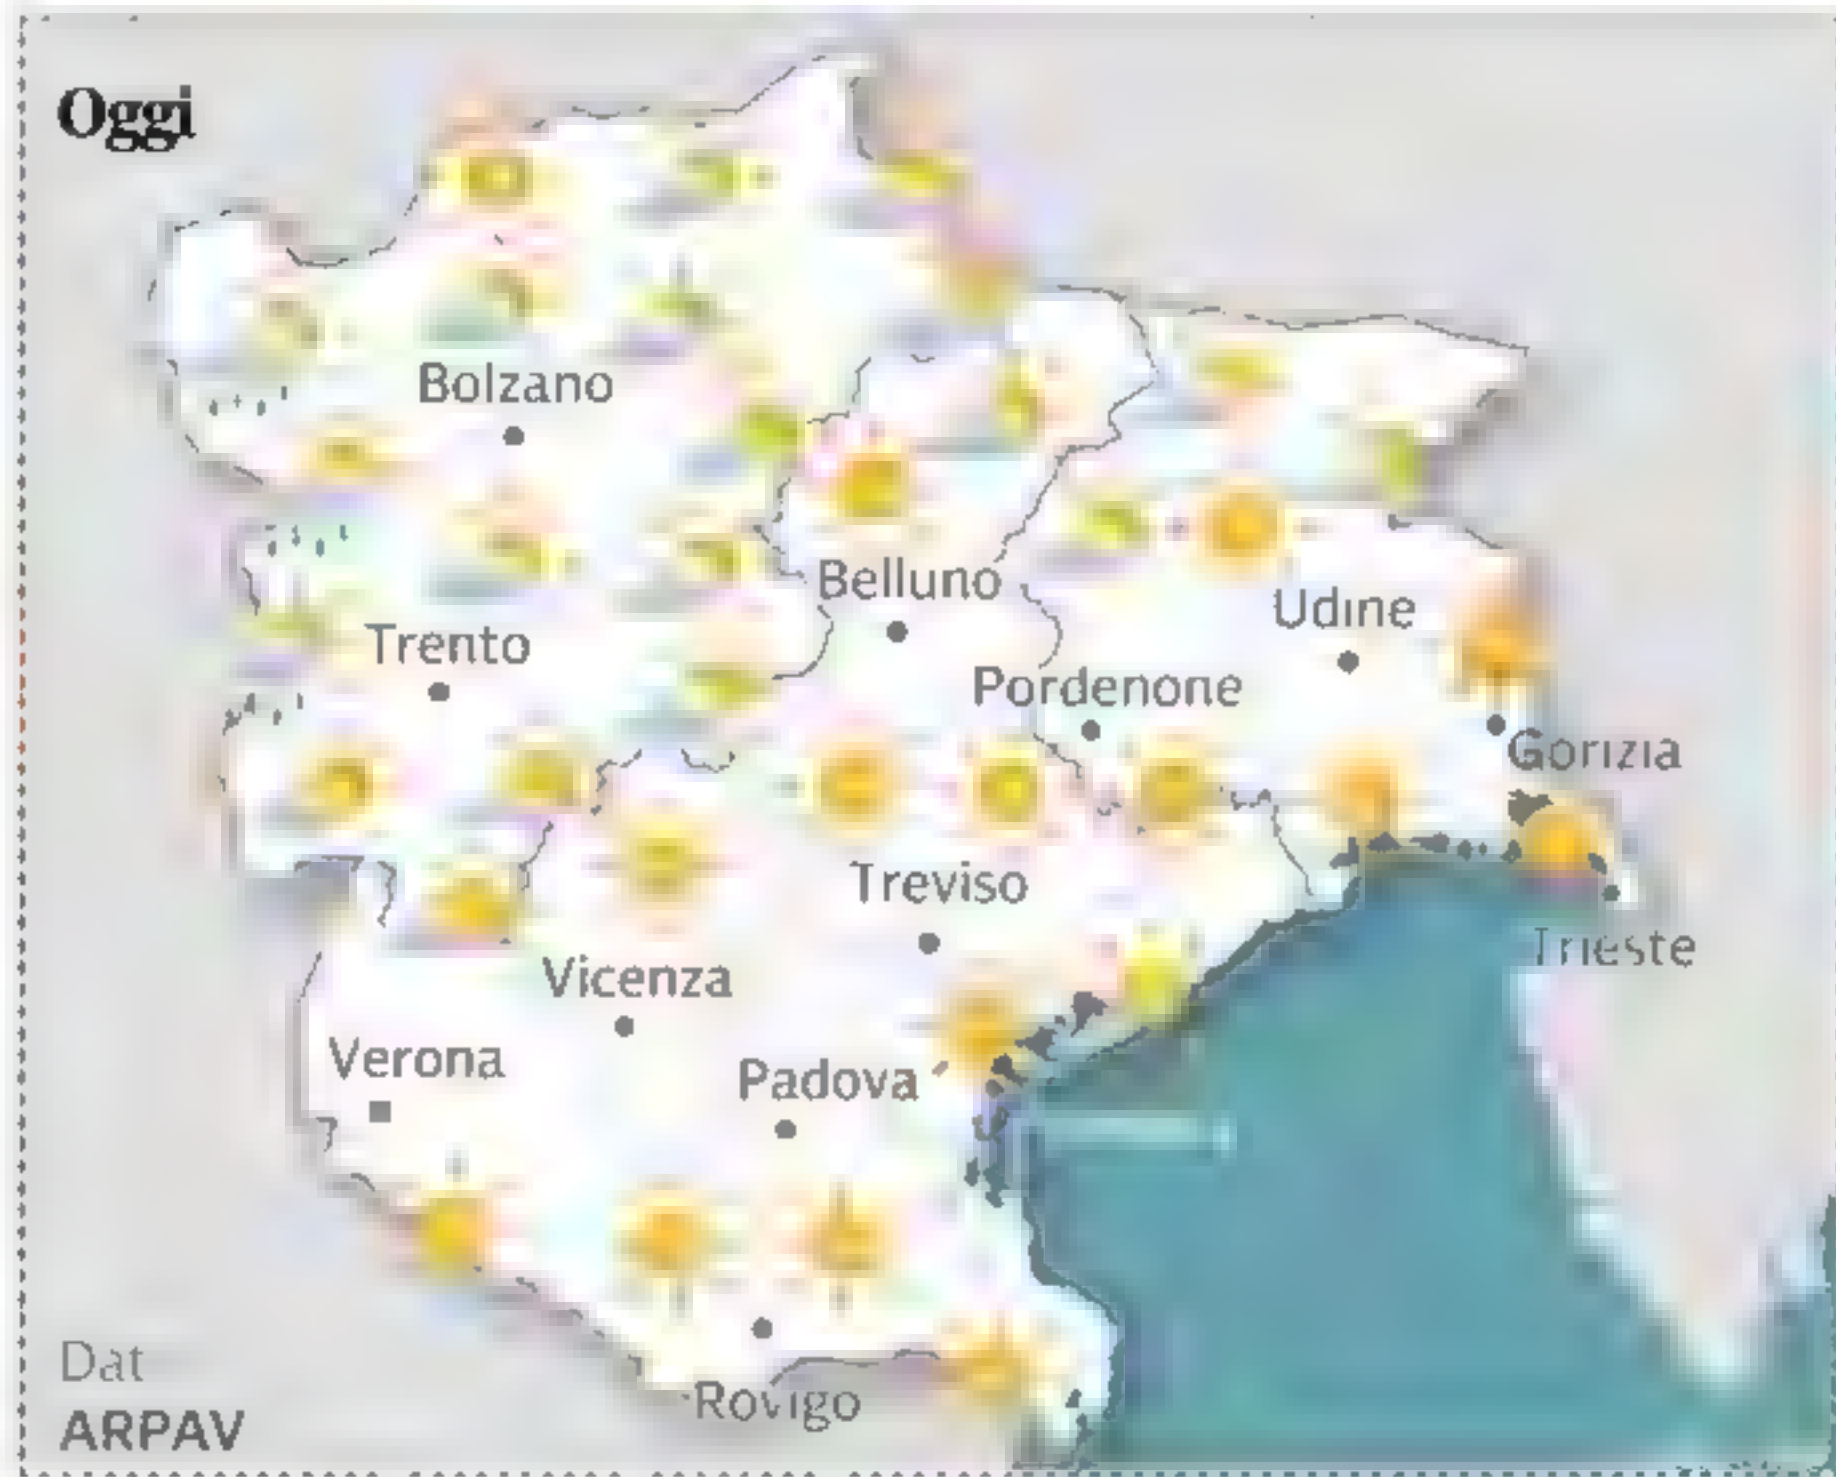 Oggi
Bolzano
Belluno
Udine
Trento
Pordenone
Gorizia
Treviso
Trieste
Vicenza
Verona
Padova
Dat
Rovigo
ARPAV